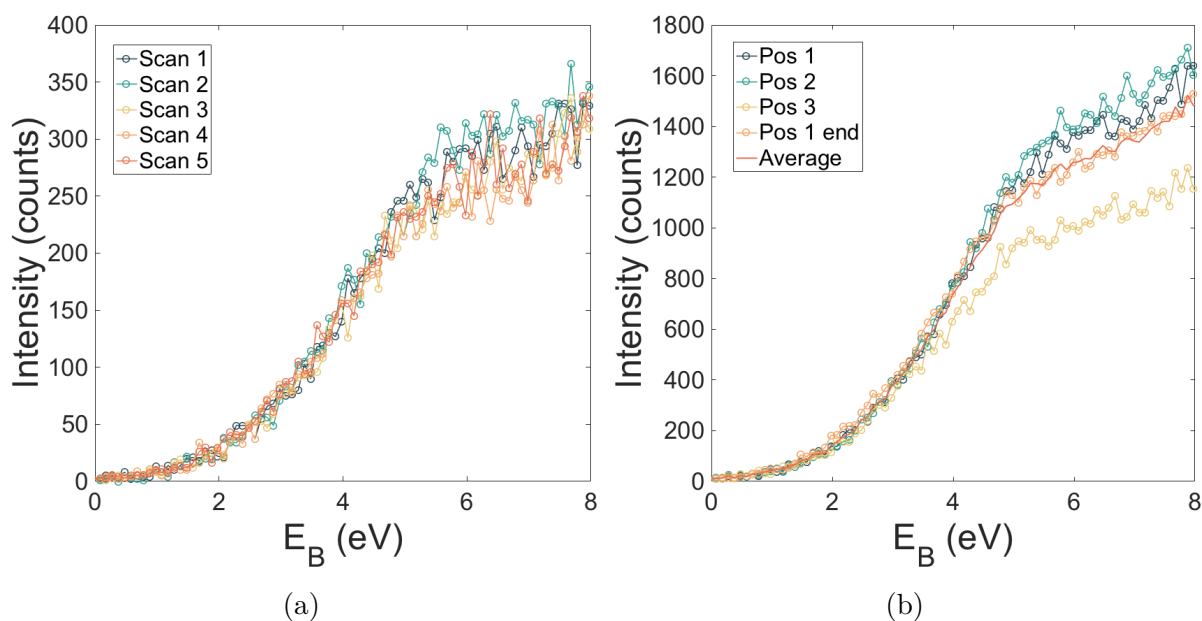 400
350
300
250
200
150
100
50
0
Intensity (counts)
Scan 1
Scan 2
Scan 3
Scan 4
Scan 5
0 2 4 6 8
E_B (eV)
(a)
1800
1600
1400
1200
1000
800
600
400
200
0
Intensity (counts)
Pos 1
Pos 2
Pos 3
Pos 1 end
Average
0 2 4 6 8
E_B (eV)
(b)